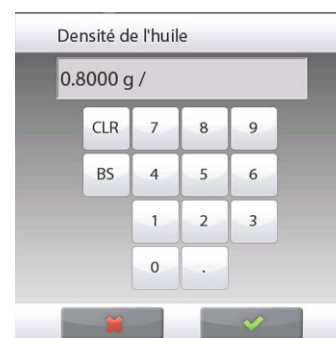 Densité de l'huile
0.8000 g /
CLR 7 8 9
BS 4 5 6
1 2 3
0 .